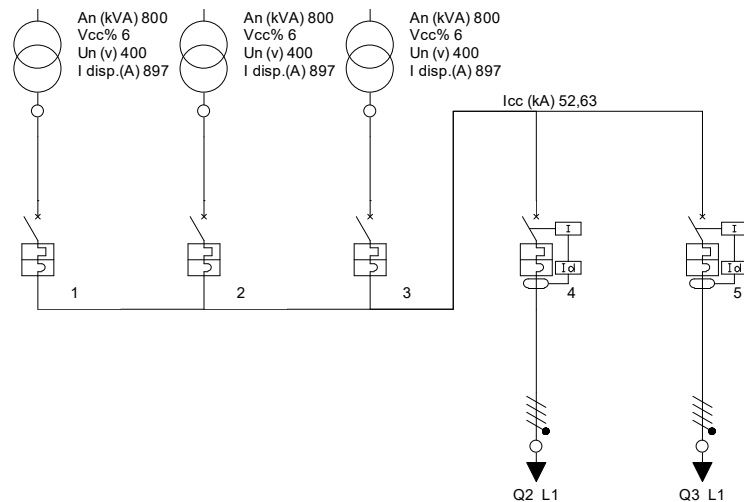 An (kVA) 800
Vcc% 6
Un (v) 400
I disp.(A) 897
An (kVA) 800
Vcc% 6
Un (v) 400
I disp.(A) 897
An (kVA) 800
Vcc% 6
Un (v) 400
I disp.(A) 897
Icc (kA) 52,63
I
I
Id
Id
1
2
3
4
5
Q2 L1
Q3 L1